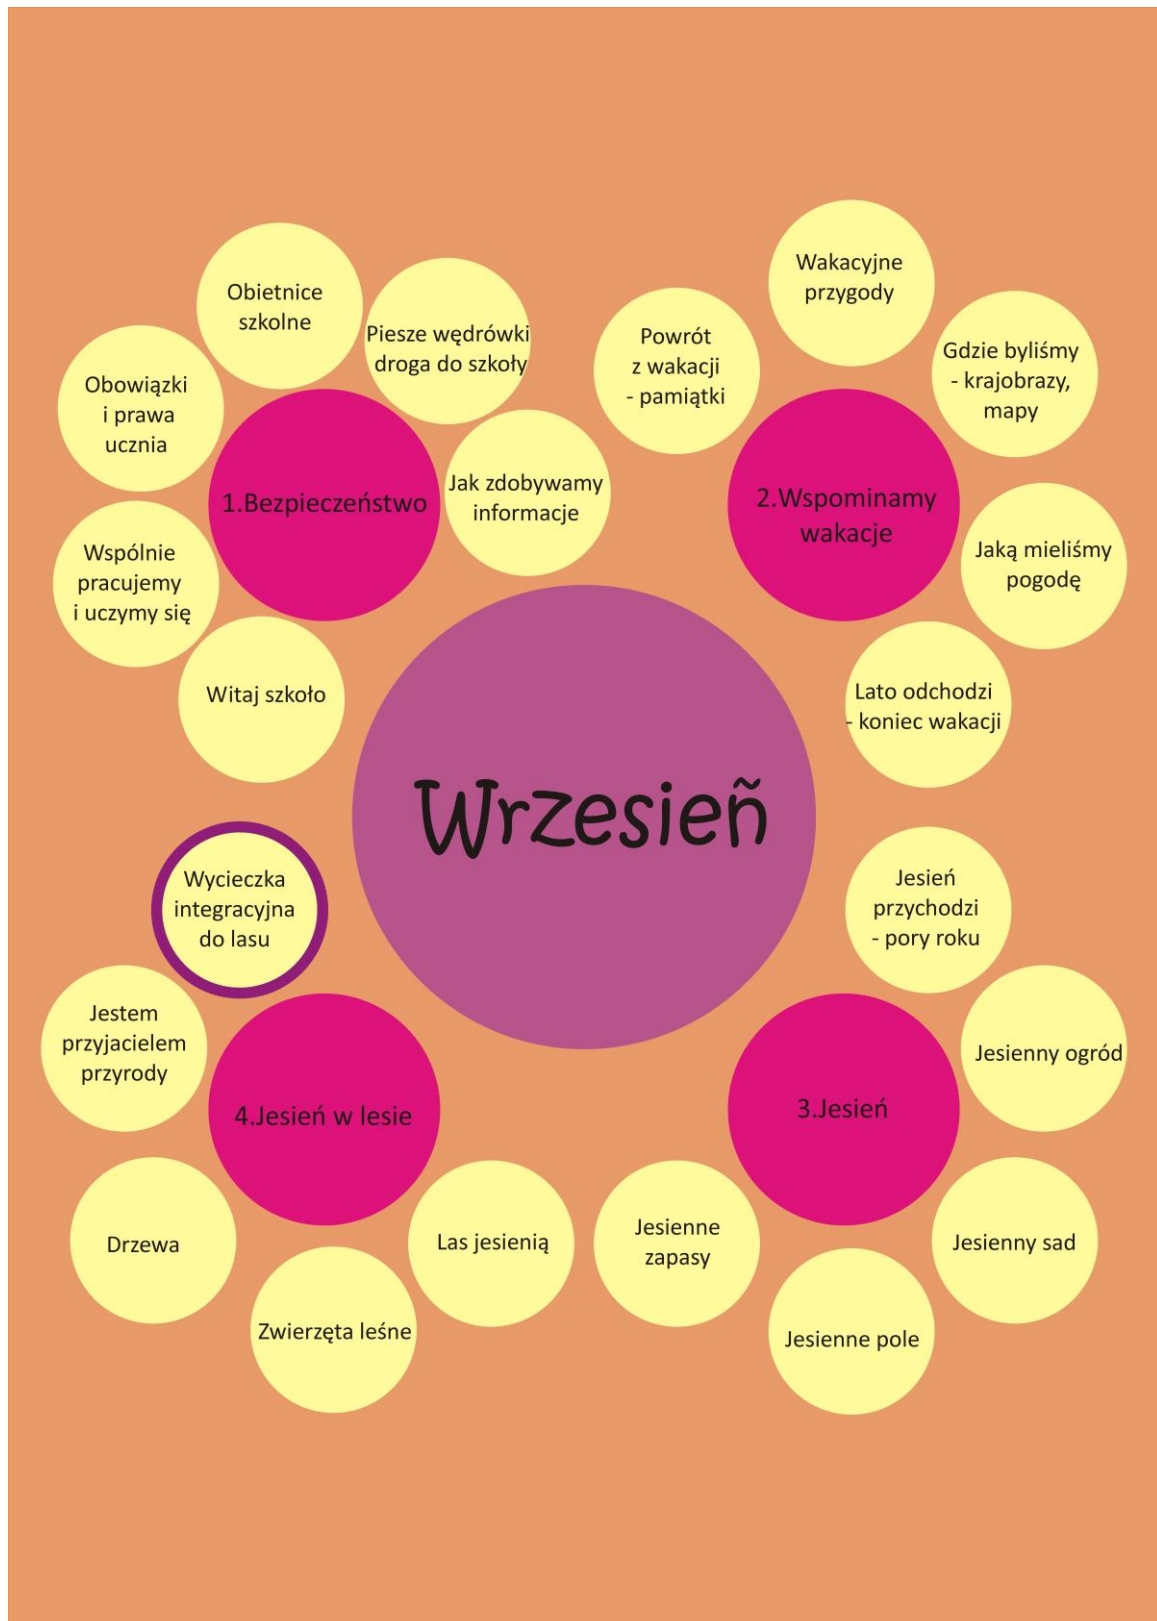 Wrzesieñ
1.Bezpieczeństwo
Witaj szkoło
Wspólnie
pracujemy
i uczymy się
Obowiązki
i prawa
ucznia
Obietnice
szkolne
Piesze wędrówki
droga do szkoły
Jak zdobywamy
informacje
2.Wspominamy
wakacje
Powrót
z wakacji
- pamiątki
Wakacyjne
przygody
Gdzie byliśmy
- krajobrazy,
mapy
Jaką mieliśmy
pogodę
Lato odchodzi
- koniec wakacji
3.Jesień
Jesień
przychodzi
- pory roku
Jesienny ogród
Jesienny sad
Jesienne pole
Jesienne
zapasy
4.Jesień w lesie
Las jesienią
Zwierzęta leśne
Drzewa
Jestem
przyjacielem
przyrody
Wycieczka
integracyjna
do lasu